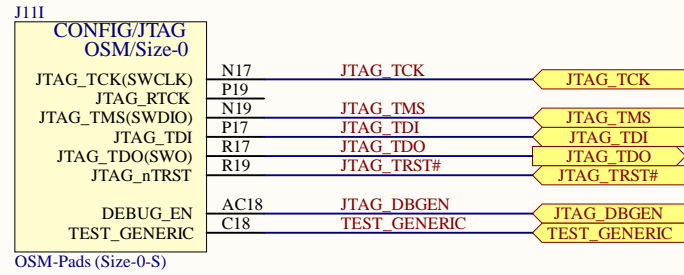 J11I
CONFIG/JTAG
OSM/Size-0
JTAG_TCK(SWCLK) N17 JTAG_TCK JTAG_TCK
JTAG_RTCK P19
JTAG_TMS(SWDIO) N19 JTAG_TMS JTAG_TMS
JTAG_TDI P17 JTAG_TDI JTAG_TDI
JTAG_TDO(SWO) R17 JTAG_TDO JTAG_TDO
JTAG_nTRST R19 JTAG_TRST# JTAG_TRST#
DEBUG_EN AC18 JTAG_DBGEN JTAG_DBGEN
TEST_GENERIC C18 TEST_GENERIC TEST_GENERIC
OSM-Pads (Size-0-S)